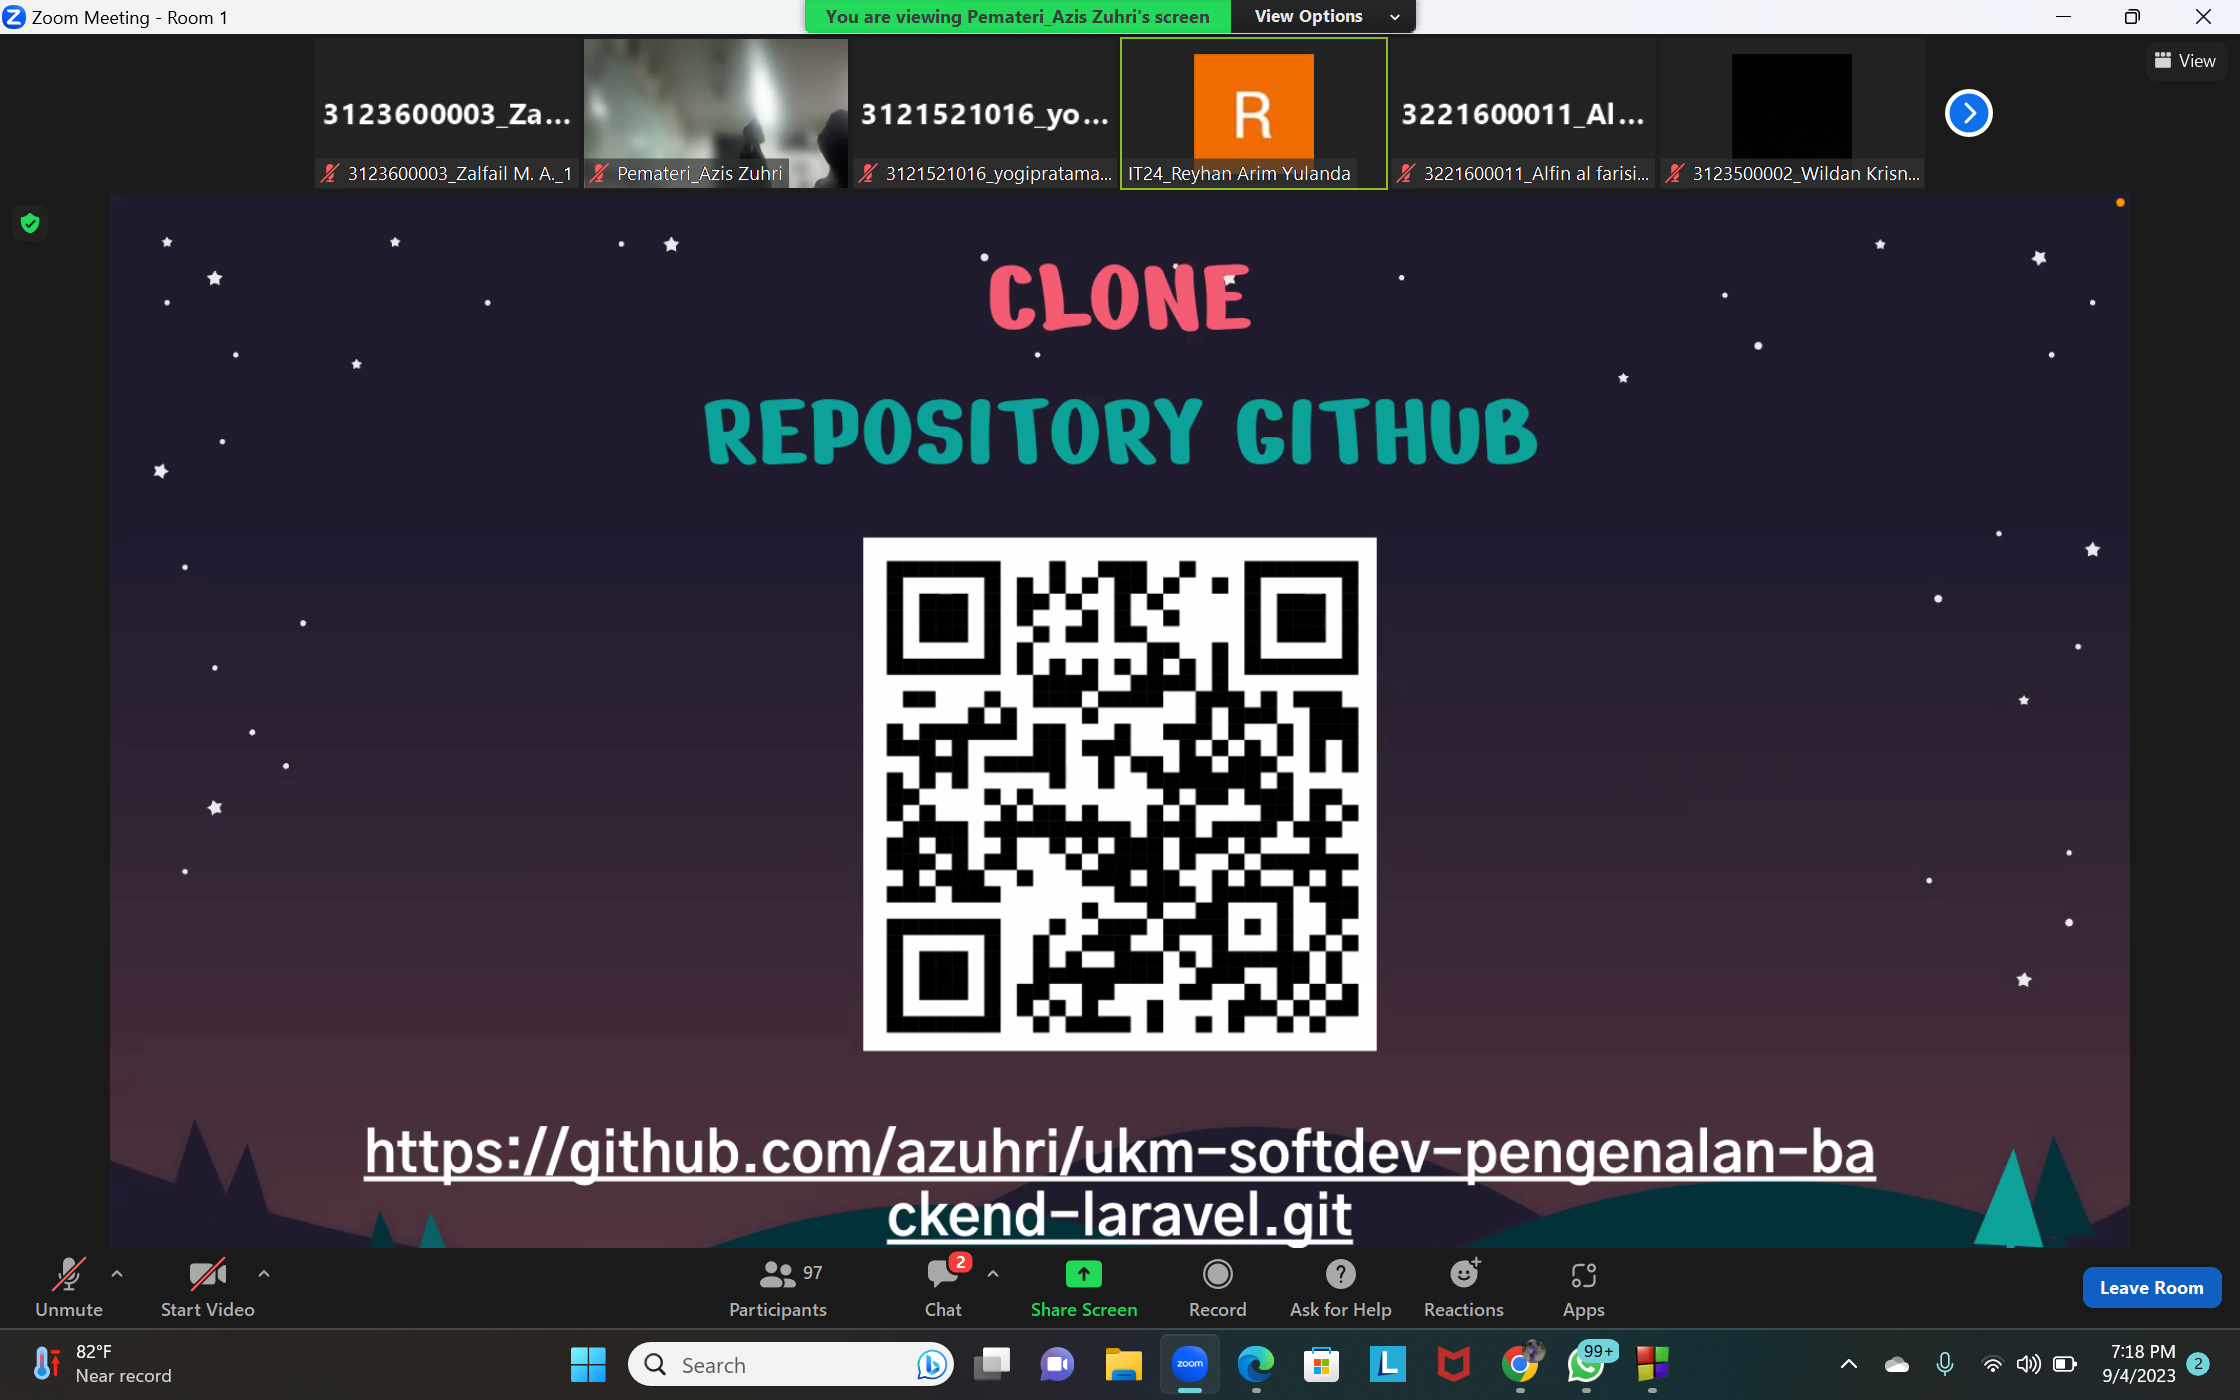 Zoom Meeting - Room 1
You are viewing Pemateri_Azis Zuhri's screen
View Options
View
3123600003_Za...
3121521016_yo...
R
3221600011_Al...
3123600003_Zalfail M. A._1
Pemateri_Azis Zuhri
3121521016_yogipratama...
IT24_Reyhan Arim Yulanda
3221600011_Alfin al farisi...
3123500002_Wildan Krisn...
CLONE
REPOSITORY GITHUB
https://github.com/azuhri/ukm-softdev-pengenalan-ba
ckend-laravel.git
Unmute
Start Video
97
Participants
2
Chat
Share Screen
Record
Ask for Help
Reactions
Apps
Leave Room
82°F
Near record
Search
zoom
L
99+
7:18 PM
9/4/2023
2